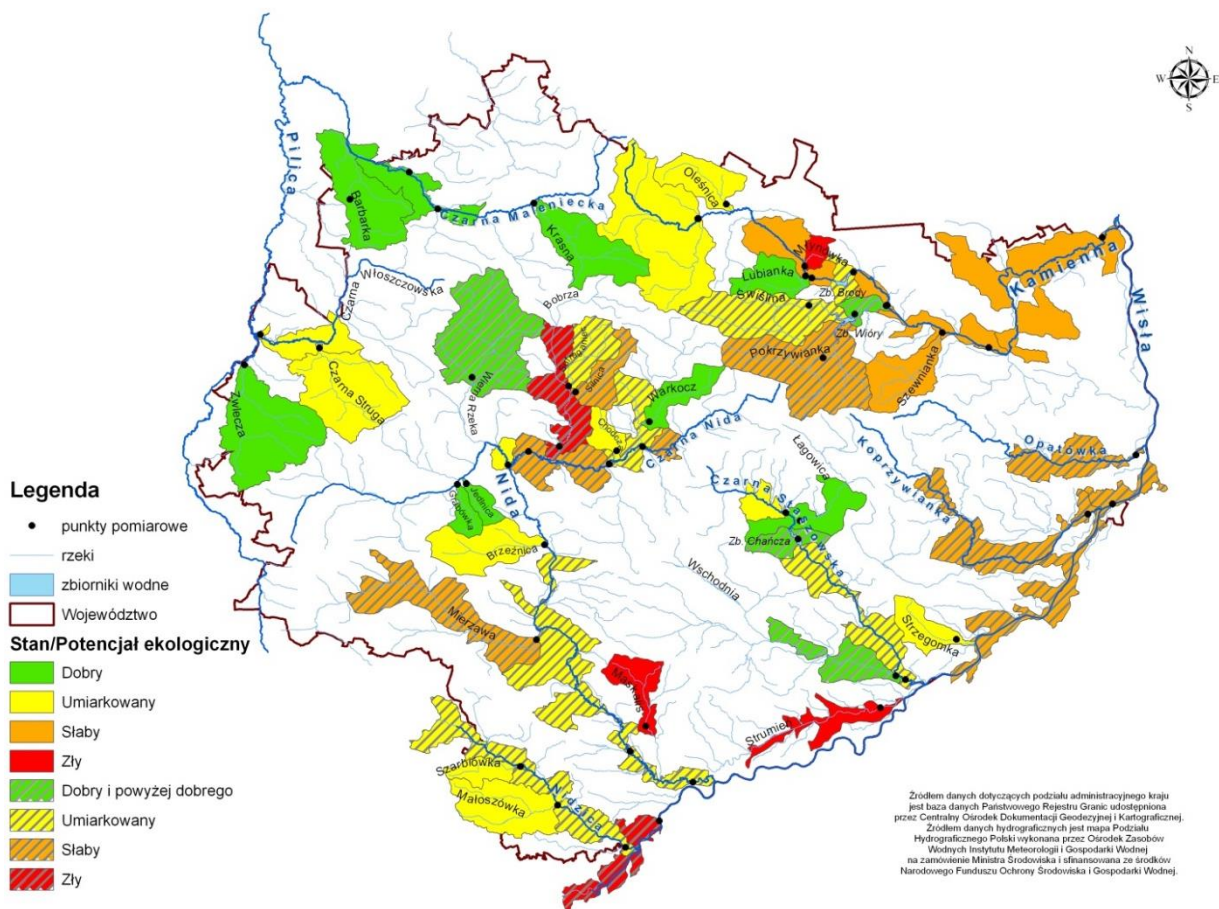 N
W E
S
Pilica
Barbarka
Czarna Maleniecka
Krasna
Oleśnica
Młynówka
Lubianka
Świślina
Zb. Brody
Zb. Wióry
Kamienna
Wisła
Włoszczowska
Czarna
Bobrza
Pokrzywianka
Szewnianka
Czarna Struga
Wierna Rzeka
Silnica
Warkocz
Zwlecza
Czarna Nida
Nida
Łagowica
Koprzywianka
Opatówka
Czarna Staszowska
Zb. Chańcza
Jedlnica
Grabówka
Brzeźnica
Wschodnia
Strzegomka
Mierzawa
Maskalis
Strumień
Szarbiówka
Małoszówka
Nidzica
Legenda
punkty pomiarowe
rzeki
zbiorniki wodne
Województwo
Stan/Potencjał ekologiczny
Dobry
Umiarkowany
Słaby
Zły
Dobry i powyżej dobrego
Umiarkowany
Słaby
Zły
Źródłem danych dotyczących podziału administracyjnego kraju
jest baza danych Państwowego Rejestru Granic udostępniona
przez Centralny Ośrodek Dokumentacji Geodezyjnej i Kartograficznej.
Źródłem danych hydrograficznych jest mapa Podziału
Hydrograficznego Polski wykonana przez Ośrodek Zasobów
Wodnych Instytutu Meteorologii i Gospodarki Wodnej
na zamówienie Ministra Środowiska i sfinansowana ze środków
Narodowego Funduszu Ochrony Środowiska i Gospodarki Wodnej.